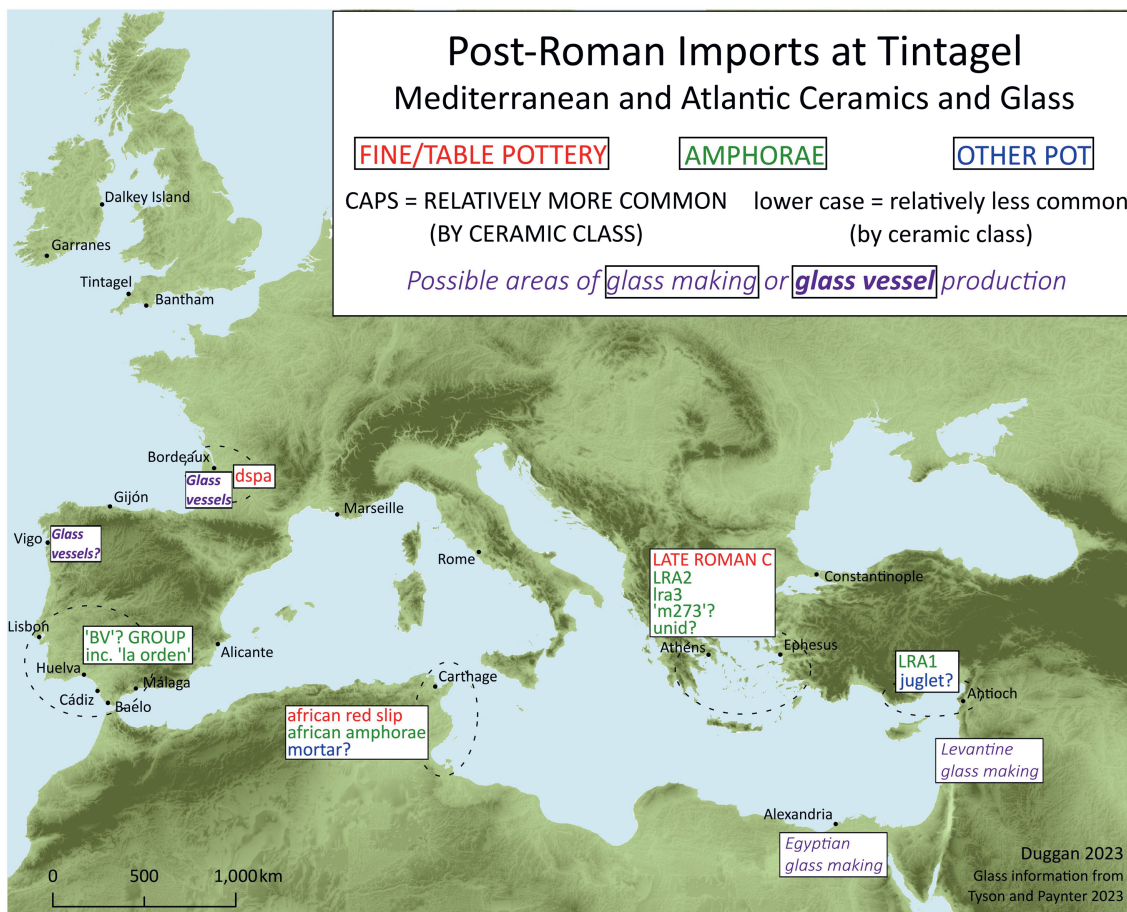 Post-Roman Imports at Tintagel
Mediterranean and Atlantic Ceramics and Glass
FINE/TABLE POTTERY
AMPHORAE
OTHER POT
CAPS = RELATIVELY MORE COMMON
(BY CERAMIC CLASS)
lower case = relatively less common
(by ceramic class)
Possible areas of glass making or glass vessel production
Dalkey Island
Garranes
Tintagel
Bantham
Bordeaux
dspa
Glass
vessels
Gijón
Marseille
Vigo
Glass
vessels?
Rome
LATE ROMAN C
LRA2
lra3
'm273'?
unid?
Constantinople
Lisbon
'BV'? GROUP
inc. 'la orden'
Alicante
Athens
Ephesus
Huelva
Málaga
Cádiz
Baelo
Carthage
LRA1
juglet?
Antioch
african red slip
african amphorae
mortar?
Levantine
glass making
Alexandria
Egyptian
glass making
0 500 1,000km
Duggan 2023
Glass information from
Tyson and Paynter 2023